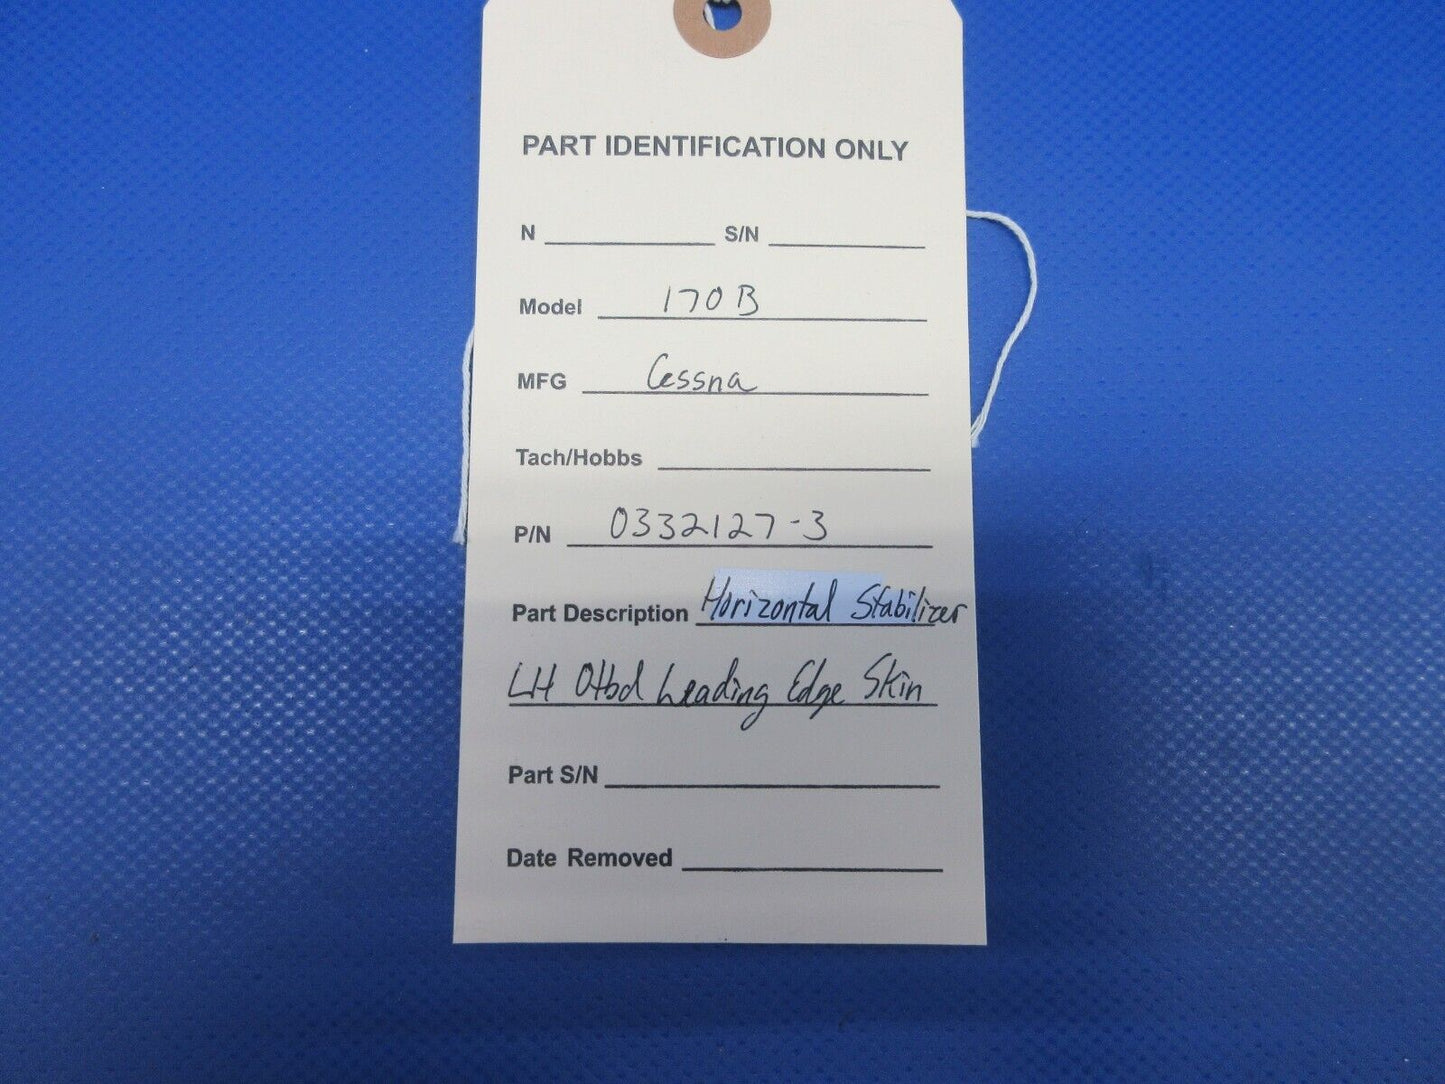 PART IDENTIFICATION ONLY
N S/N
Model 170B
MFG Cessna
Tach/Hobbs
P/N 0332127-3
Part Description Horizontal Stabilizer
LH Otbd Leading Edge Skin
Part S/N
Date Removed